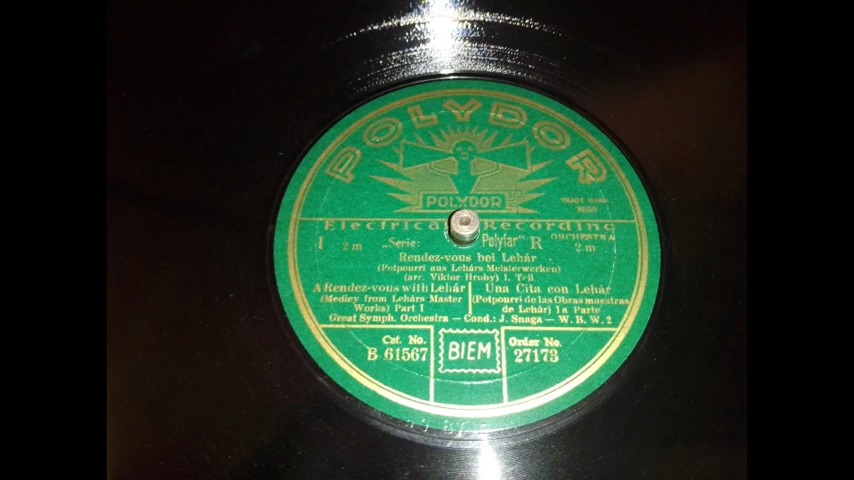 POLYDOR
POLYDOR
TRADE MARK
REGD
Electrical Recording
I 2 m „Serie: Polyfar" R ORCHESTRA 2 m
Rendez-vous bei Lehár
(Potpourri aus Lehárs Meisterwerken)
(arr. Viktor Hruby) 1. Teil
A Rendez-vous with Lehár
(Medley from Lehárs Master
Works) Part I
Una Cita con Lehár
(Potpourri de las Obras maestras
de Lehár) 1a Parte
Great Symph. Orchestra — Cond.: J. Snaga — W. B. W. 2
Cat. No.
B 61567
BIEM
Order No.
27173